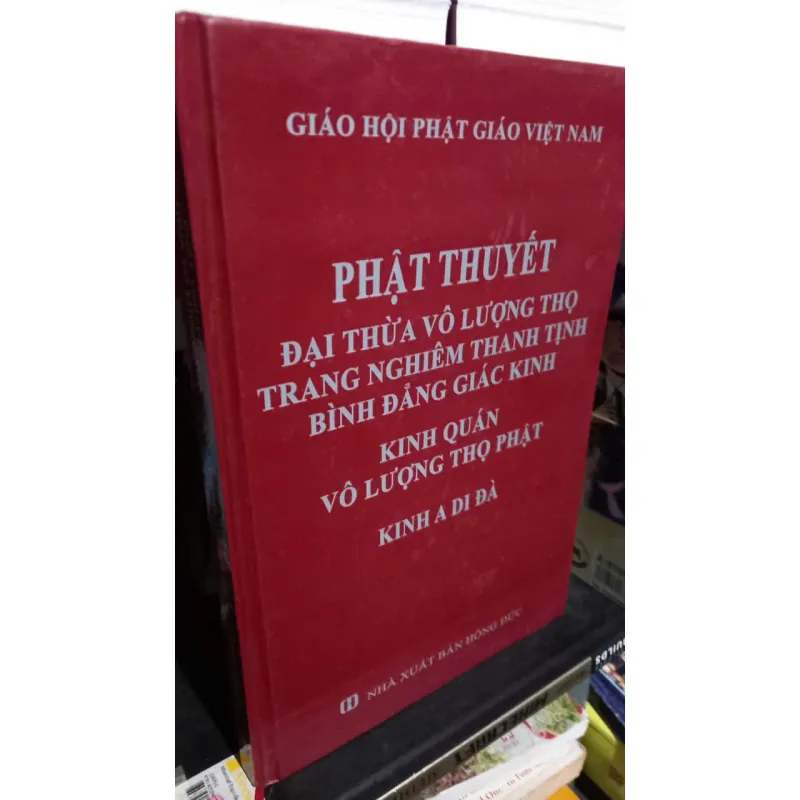 GIÁO HỘI PHẬT GIÁO VIỆT NAM
PHẬT THUYẾT
ĐẠI THỪA VÔ LƯỢNG THỌ
TRANG NGHIÊM THANH TỊNH
BÌNH ĐẲNG GIÁC KINH
KINH QUÁN
VÔ LƯỢNG THỌ PHẬT
KINH A DI ĐÀ
NHÀ XUẤT BẢN HỒNG ĐỨC
MINECRAFT